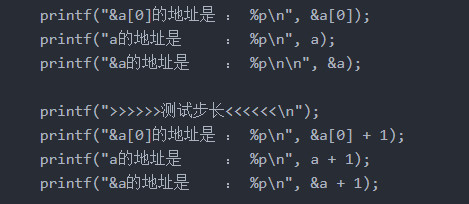 printf("&a[0]的地址是 : %p\n", &a[0]);
printf("a的地址是     : %p\n", a);
printf("&a的地址是    : %p\n\n", &a);
printf(">>>>>>测试步长<<<<<<\n");
printf("&a[0]的地址是 : %p\n", &a[0] + 1);
printf("a的地址是     : %p\n", a + 1);
printf("&a的地址是    : %p\n", &a + 1);